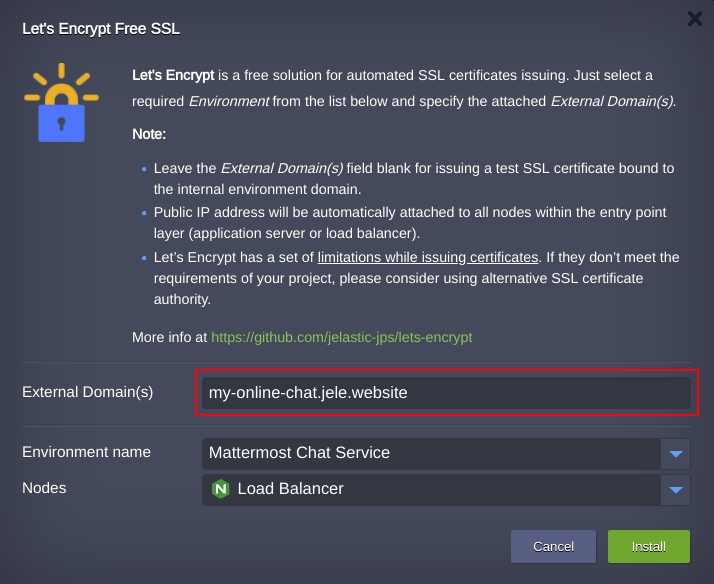 Let's Encrypt Free SSL
Let's Encrypt is a free solution for automated SSL certificates issuing. Just select a
required Environment from the list below and specify the attached External Domain(s).
Note:
Leave the External Domain(s) field blank for issuing a test SSL certificate bound to
the internal environment domain.
Public IP address will be automatically attached to all nodes within the entry point
layer (application server or load balancer).
Let's Encrypt has a set of limitations while issuing certificates. If they don't meet the
requirements of your project, please consider using alternative SSL certificate
authority.
More info at https://github.com/jelastic-jps/lets-encrypt
External Domain(s) my-online-chat.jele.website
Environment name Mattermost Chat Service
Nodes N Load Balancer
Cancel Install